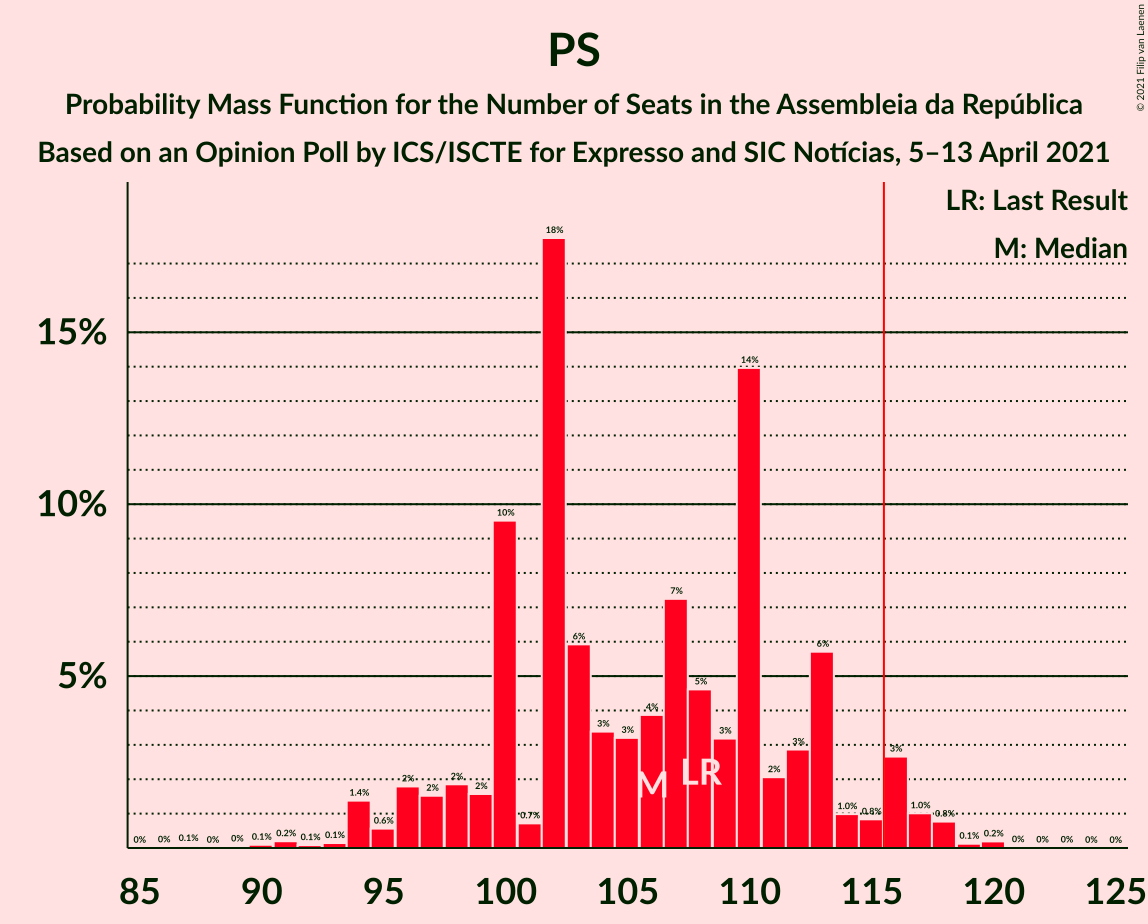 PS
Probability Mass Function for the Number of Seats in the Assembleia da República
Based on an Opinion Poll by ICS/ISCTE for Expresso and SIC Notícias, 5–13 April 2021
© 2021 Filip van Laenen
LR: Last Result
M: Median
15%
10%
5%
0% 0% 0.1% 0% 0% 0.1% 0.2% 0.1% 0.1% 1.4% 0.6% 2% 2% 2% 2% 10% 0.7% 18% 6% 3% 3% 4% 7% 5% 3% 14% 2% 3% 6% 1.0% 0.8% 3% 1.0% 0.8% 0.1% 0.2% 0% 0% 0% 0% 0%
M LR
85 90 95 100 105 110 115 120 125